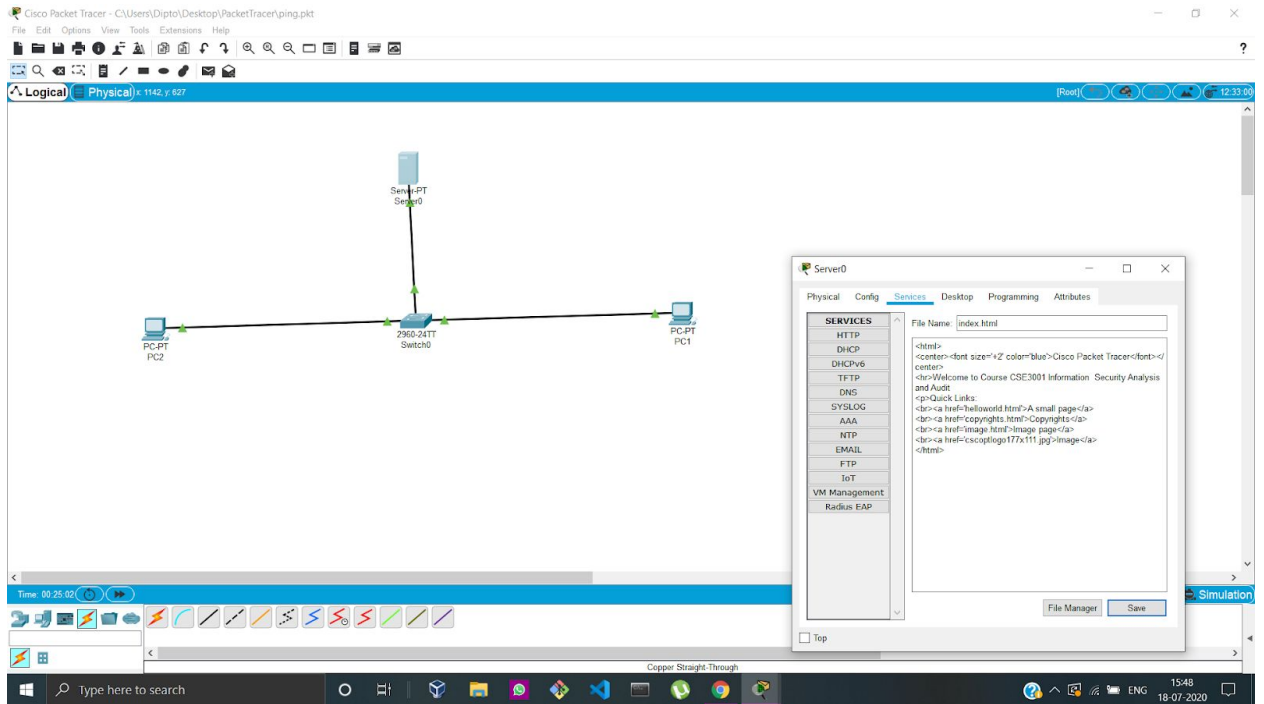 Cisco Packet Tracer - C:\Users\Dipto\Desktop\PacketTracer\ping.pkt
File Edit Options View Tools Extensions Help
?
Logical Physical x: 1142, y: 627 [Root] 12:33:00
Server-PT
Server0
PC-PT
PC2
2960-24TT
Switch0
PC-PT
PC1
Server0
Physical Config Services Desktop Programming Attributes
SERVICES
HTTP
DHCP
DHCPv6
TFTP
DNS
SYSLOG
AAA
NTP
EMAIL
FTP
IoT
VM Management
Radius EAP
File Name: index.html
<html>
<center><font size='+2' color='blue'>Cisco Packet Tracer</font></
center>
<hr>Welcome to Course CSE3001 Information  Security Analysis
and Audit
<p>Quick Links:
<br><a href='helloworld.html'>A small page</a>
<br><a href='copyrights.html'>Copyrights</a>
<br><a href='image.html'>Image page</a>
<br><a href='cscoptlogo177x111.jpg'>Image</a>
</html>
File Manager Save
Top
Time: 00:25:02 Simulation
Copper Straight-Through
Type here to search
ENG
15:48
18-07-2020